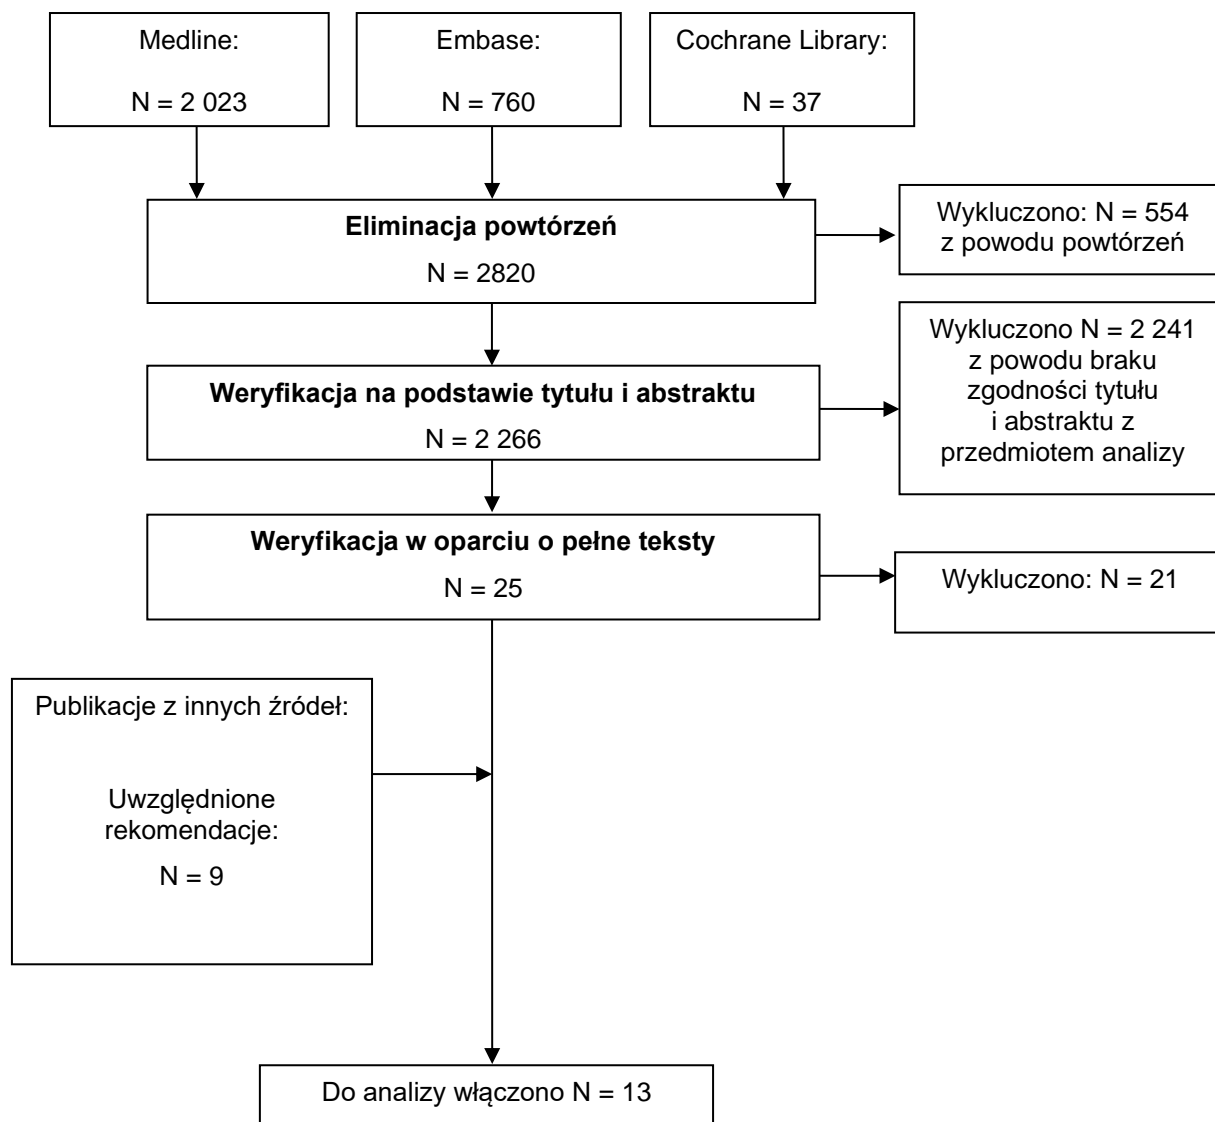 Medline:
N = 2 023
Embase:
N = 760
Cochrane Library:
N = 37
Eliminacja powtórzeń
N = 2820
Wykluczono: N = 554
z powodu powtórzeń
Weryfikacja na podstawie tytułu i abstraktu
N = 2 266
Wykluczono N = 2 241
z powodu braku
zgodności tytułu
i abstraktu z
przedmiotem analizy
Weryfikacja w oparciu o pełne teksty
N = 25
Wykluczono: N = 21
Publikacje z innych źródeł:
Uwzględnione
rekomendacje:
N = 9
Do analizy włączono N = 13